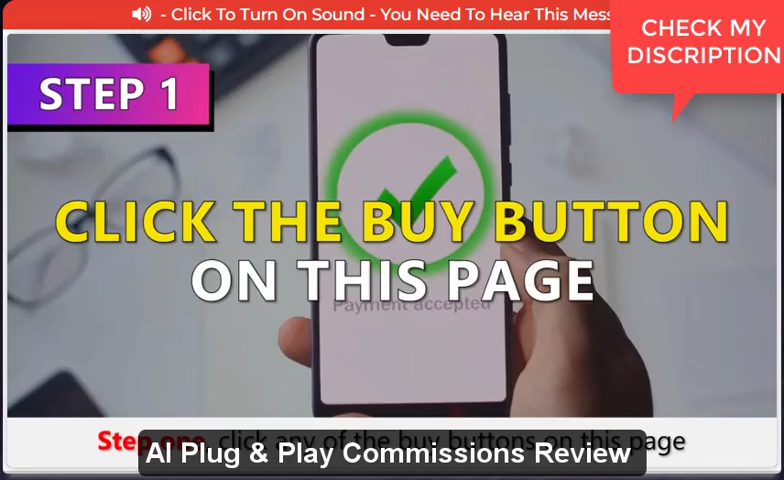 - Click To Turn On Sound - You Need To Hear This Mess
CHECK MY
DISCRIPTION
STEP 1
CLICK THE BUY BUTTON
ON THIS PAGE
Payment accepted
Step one, click any of the buy buttons on this page
AI Plug & Play Commissions Review